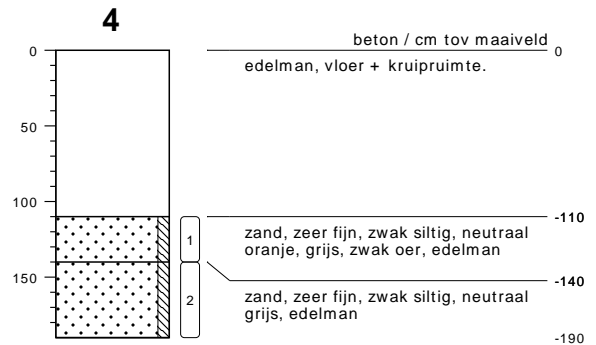 4
beton / cm tov maaiveld
0
0
edelman, vloer + kruipruimte.
50
100
-110
zand, zeer fijn, zwak siltig, neutraal
oranje, grijs, zwak oer, edelman
1
-140
150
2
zand, zeer fijn, zwak siltig, neutraal
grijs, edelman
-190